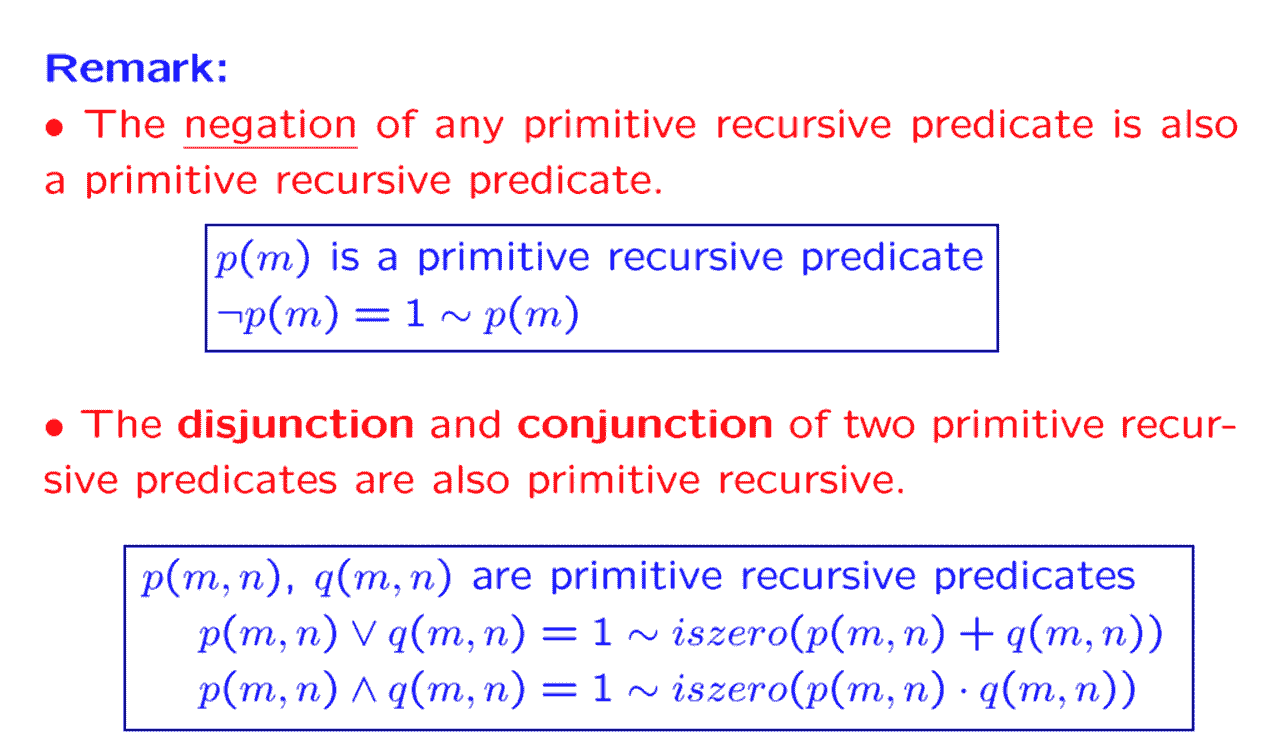 Remark:
• The negation of any primitive recursive predicate is also
a primitive recursive predicate.
p(m) is a primitive recursive predicate
¬p(m) = 1 ∼ p(m)
• The disjunction and conjunction of two primitive recur-
sive predicates are also primitive recursive.
p(m, n), q(m, n) are primitive recursive predicates
p(m, n) ∨ q(m, n) = 1 ∼ iszero(p(m, n) + q(m, n))
p(m, n) ∧ q(m, n) = 1 ∼ iszero(p(m, n) · q(m, n))